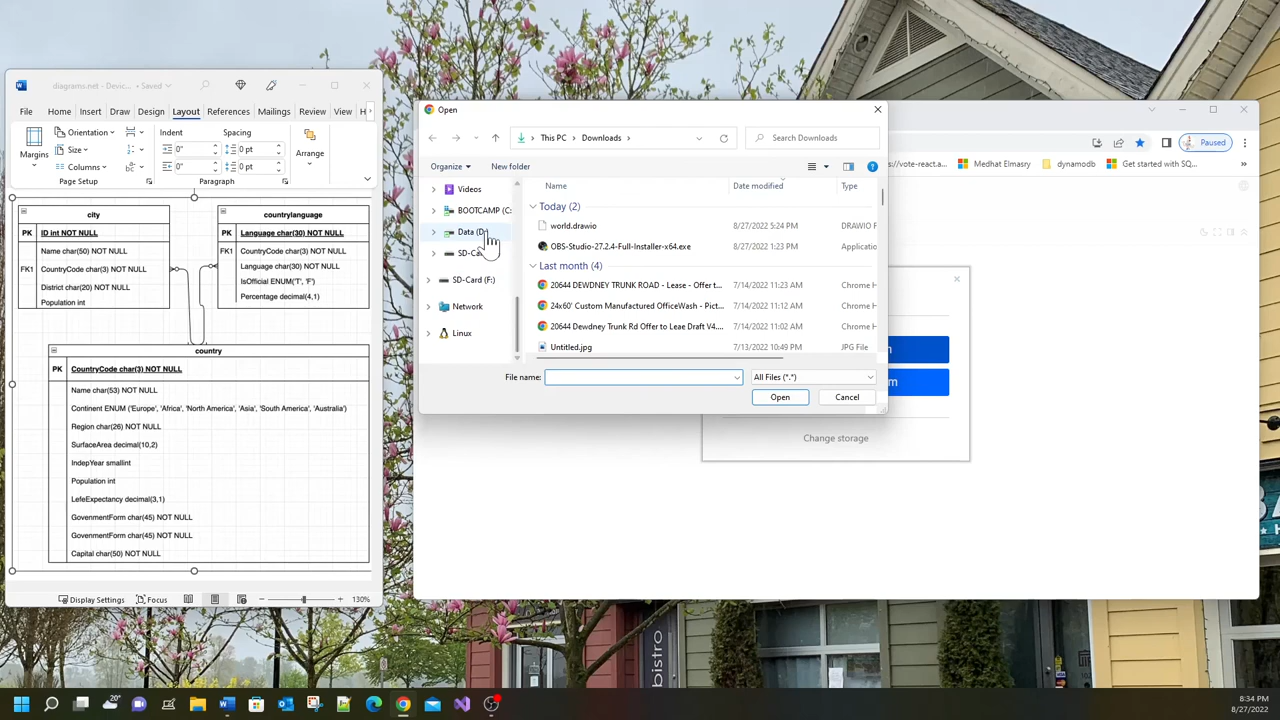 diagrams.net - Devic... • Saved
File Home Insert Draw Design Layout References Mailings Review View H
Margins
Orientation
Size
Columns
Page Setup
Indent
0"
0"
Spacing
0 pt
0 pt
Paragraph
Arrange
city
PK ID int NOT NULL
Name char(50) NOT NULL
FK1 CountryCode char(3) NOT NULL
District char(20) NOT NULL
Population int
countrylanguage
PK Language char(30) NOT NULL
FK1 CountryCode char(3) NOT NULL
Language char(30) NOT NULL
IsOfficial ENUM('T', 'F')
Percentage decimal(4,1)
country
PK CountryCode char(3) NOT NULL
Name char(53) NOT NULL
Continent ENUM ('Europe', 'Africa', 'North America', 'Asia', 'South America', 'Australia')
Region char(26) NOT NULL
SurfaceArea decimal(10,2)
IndepYear smallint
Population int
LefeExpectancy decimal(3,1)
GovenmentForm char(45) NOT NULL
GovenmentForm char(45) NOT NULL
Capital char(50) NOT NULL
Display Settings Focus 130%
Open
This PC > Downloads >
Search Downloads
Organize New folder
Videos
BOOTCAMP (C:
Data (D:
SD-Ca
SD-Card (F:)
Network
Linux
Name Date modified Type
Today (2)
world.drawio 8/27/2022 5:24 PM DRAWIO F
OBS-Studio-27.2.4-Full-Installer-x64.exe 8/27/2022 1:23 PM Applicatio
Last month (4)
20644 DEWDNEY TRUNK ROAD - Lease - Offer t... 7/14/2022 11:23 AM Chrome H
24x60' Custom Manufactured OfficeWash - Pict... 7/14/2022 11:12 AM Chrome H
20644 Dewdney Trunk Rd Offer to Leae Draft V4.... 7/14/2022 11:02 AM Chrome H
Untitled.jpg 7/13/2022 10:49 PM JPG File
File name:
All Files (*.*)
Open Cancel
Paused
/vote-react.a... Medhat Elmasry dynamodb Get started with SQ... »
m
Change storage
bistro
20°
8:34 PM
8/27/2022